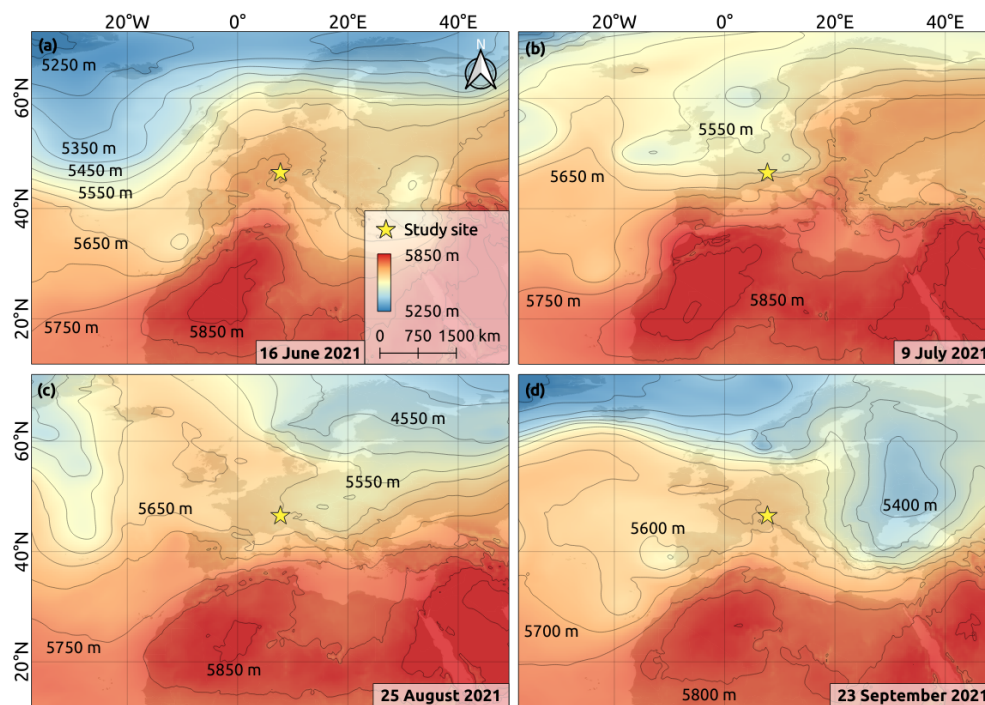 20°W 0° 20°E 40°E 20°W 0° 20°E 40°E
(a) N (b)
5250 m
60°N
5350 m 5550 m
5450 m
5550 m 5650 m
40°N
5650 m
Study site
5850 m
5750 m 5750 m
5250 m 5850 m
20°N 5850 m 0 750 1500 km
16 June 2021 9 July 2021
(c) (d)
4550 m
60°N
5550 m
5650 m 5400 m
5600 m
40°N
5750 m 5700 m
20°N 5850 m
25 August 2021 5800 m 23 September 2021